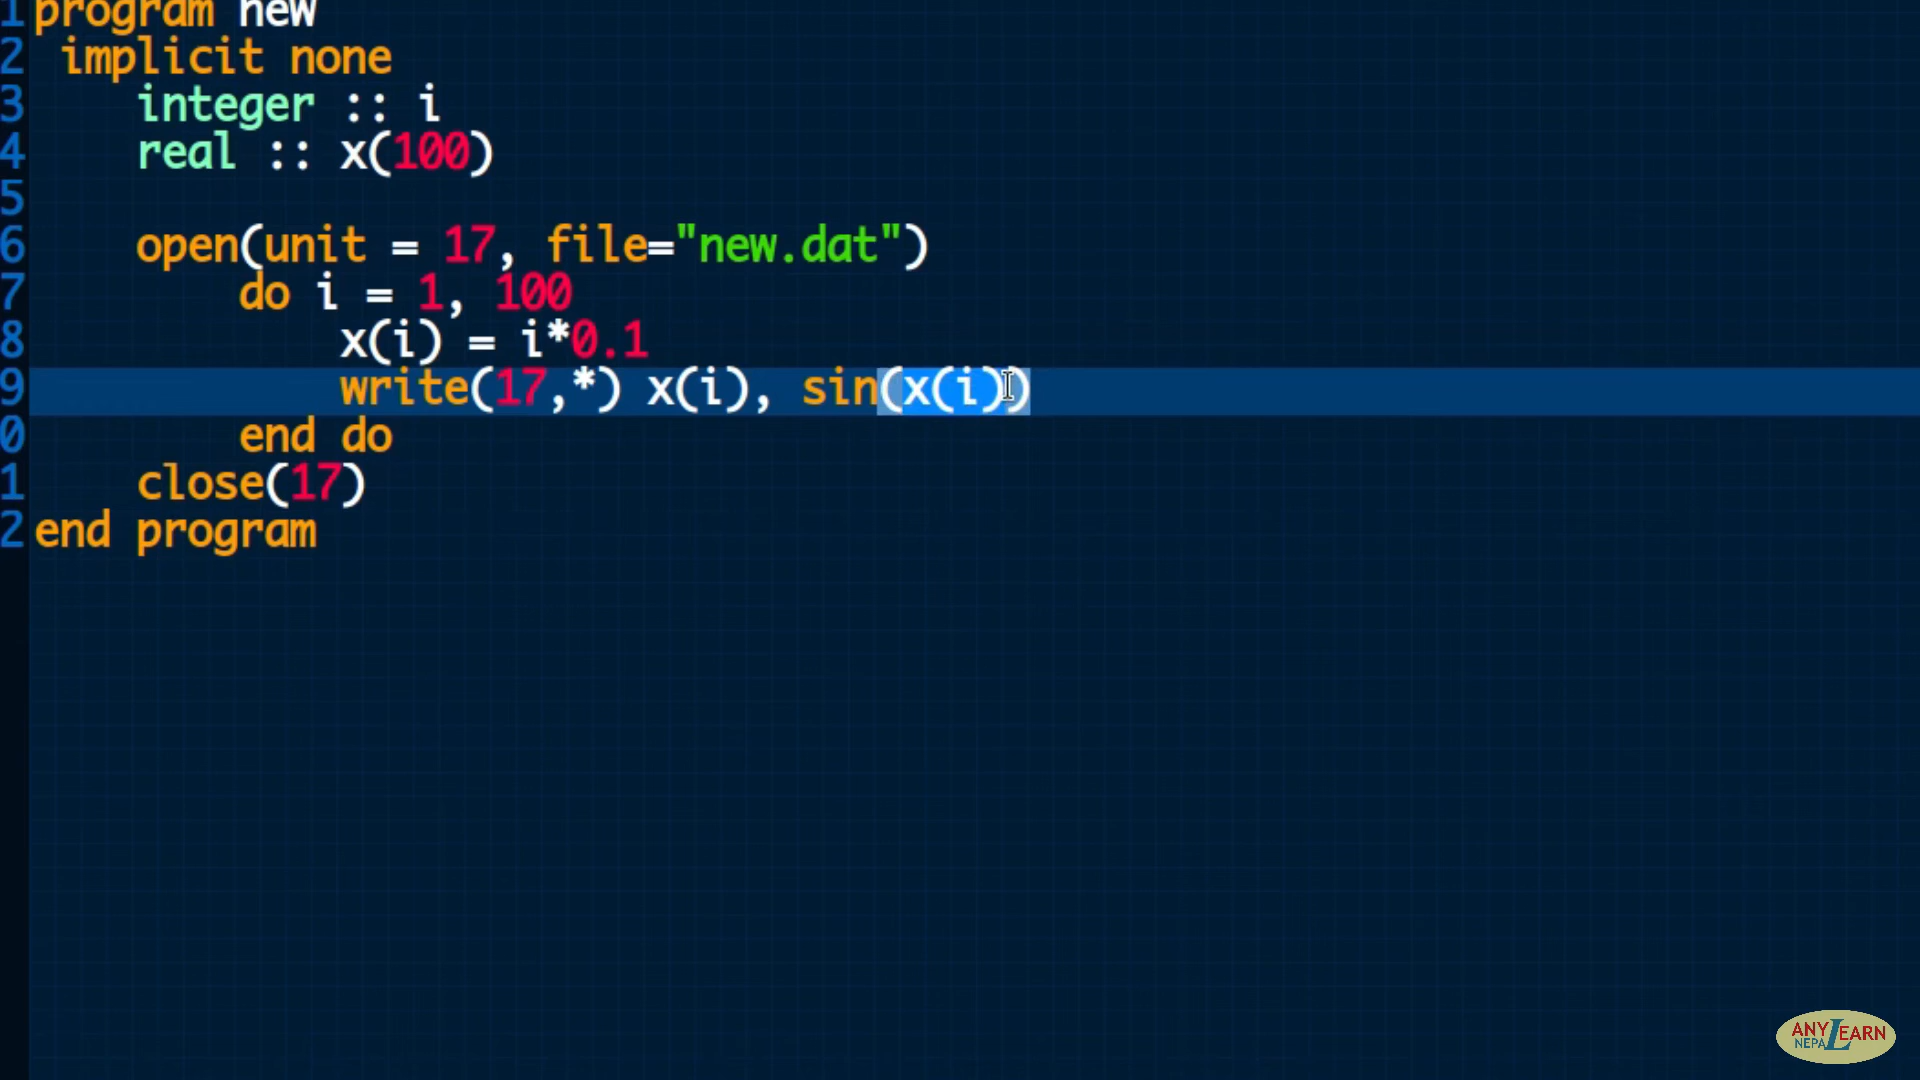 1 program new
2 implicit none
3 integer :: i
4 real :: x(100)
5
6 open(unit = 17, file="new.dat")
7 do i = 1, 100
8 x(i) = i*0.1
9 write(17,*) x(i), sin(x(i))
0 end do
1 close(17)
2 end program
ANY LEARN
NEPAL